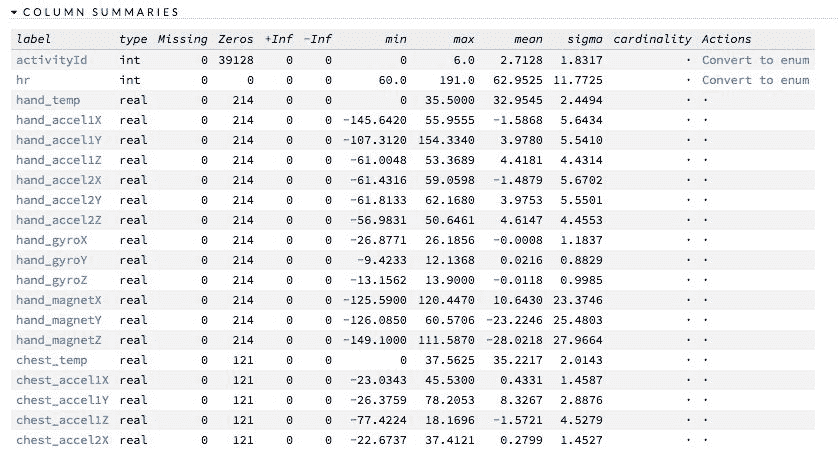 ▾ COLUMN SUMMARIES
label type Missing Zeros +Inf -Inf min max mean sigma cardinality Actions
activityId int 0 39128 0 0 0 6.0 2.7128 1.8317 · Convert to enum
hr int 0 0 0 0 60.0 191.0 62.9525 11.7725 · Convert to enum
hand_temp real 0 214 0 0 0 35.5000 32.9545 2.4494 · ·
hand_accel1X real 0 214 0 0 -145.6420 55.9555 -1.5868 5.6434 · ·
hand_accel1Y real 0 214 0 0 -107.3120 154.3340 3.9780 5.5410 · ·
hand_accel1Z real 0 214 0 0 -61.0048 53.3689 4.4181 4.4314 · ·
hand_accel2X real 0 214 0 0 -61.4316 59.0598 -1.4879 5.6702 · ·
hand_accel2Y real 0 214 0 0 -61.8133 62.1680 3.9753 5.5501 · ·
hand_accel2Z real 0 214 0 0 -56.9831 50.6461 4.6147 4.4553 · ·
hand_gyroX real 0 214 0 0 -26.8771 26.1856 -0.0008 1.1837 · ·
hand_gyroY real 0 214 0 0 -9.4233 12.1368 0.0216 0.8829 · ·
hand_gyroZ real 0 214 0 0 -13.1562 13.9000 -0.0118 0.9985 · ·
hand_magnetX real 0 214 0 0 -125.5900 120.4470 10.6430 23.3746 · ·
hand_magnetY real 0 214 0 0 -126.0850 60.5706 -23.2246 25.4803 · ·
hand_magnetZ real 0 214 0 0 -149.1000 111.5870 -28.0218 27.9664 · ·
chest_temp real 0 121 0 0 0 37.5625 35.2217 2.0143 · ·
chest_accel1X real 0 121 0 0 -23.0343 45.5300 0.4331 1.4587 · ·
chest_accel1Y real 0 121 0 0 -26.3759 78.2053 8.3267 2.8876 · ·
chest_accel1Z real 0 121 0 0 -77.4224 18.1696 -1.5721 4.5279 · ·
chest_accel2X real 0 121 0 0 -22.6737 37.4121 0.2799 1.4527 · ·